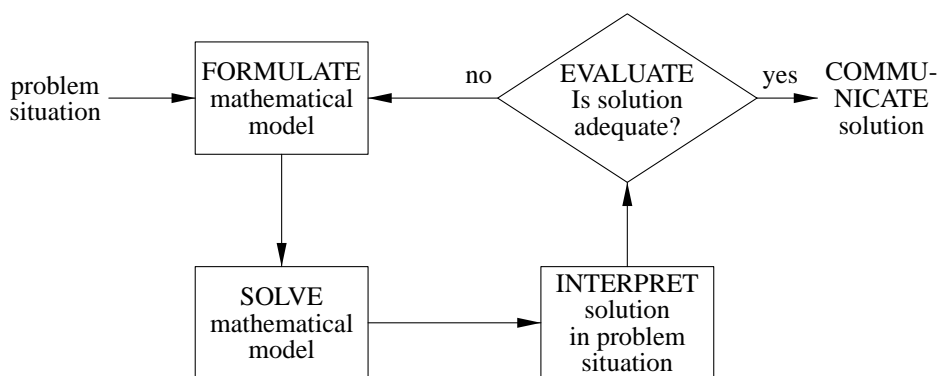 problem
situation
FORMULATE
mathematical
model
no
EVALUATE
Is solution
adequate?
yes
COMMU-
NICATE
solution
SOLVE
mathematical
model
INTERPRET
solution
in problem
situation